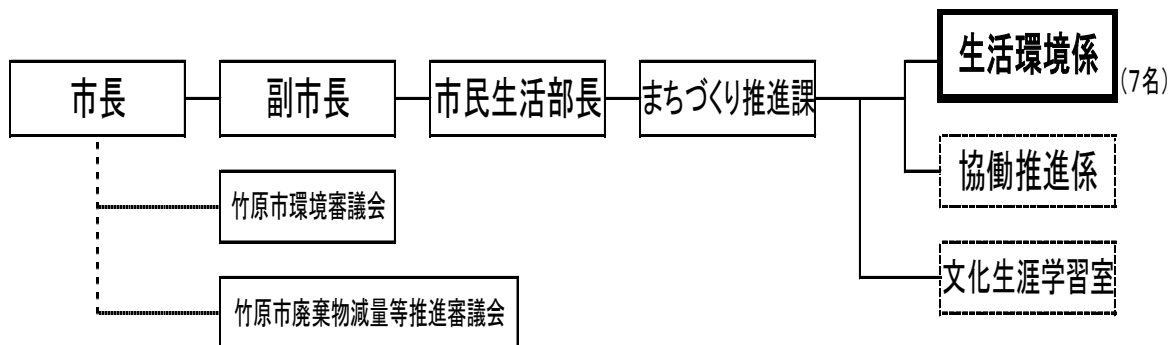 生活環境係
(7名)
市長
副市長
市民生活部長
まちづくり推進課
協働推進係
竹原市環境審議会
文化生涯学習室
竹原市廃棄物減量等推進審議会